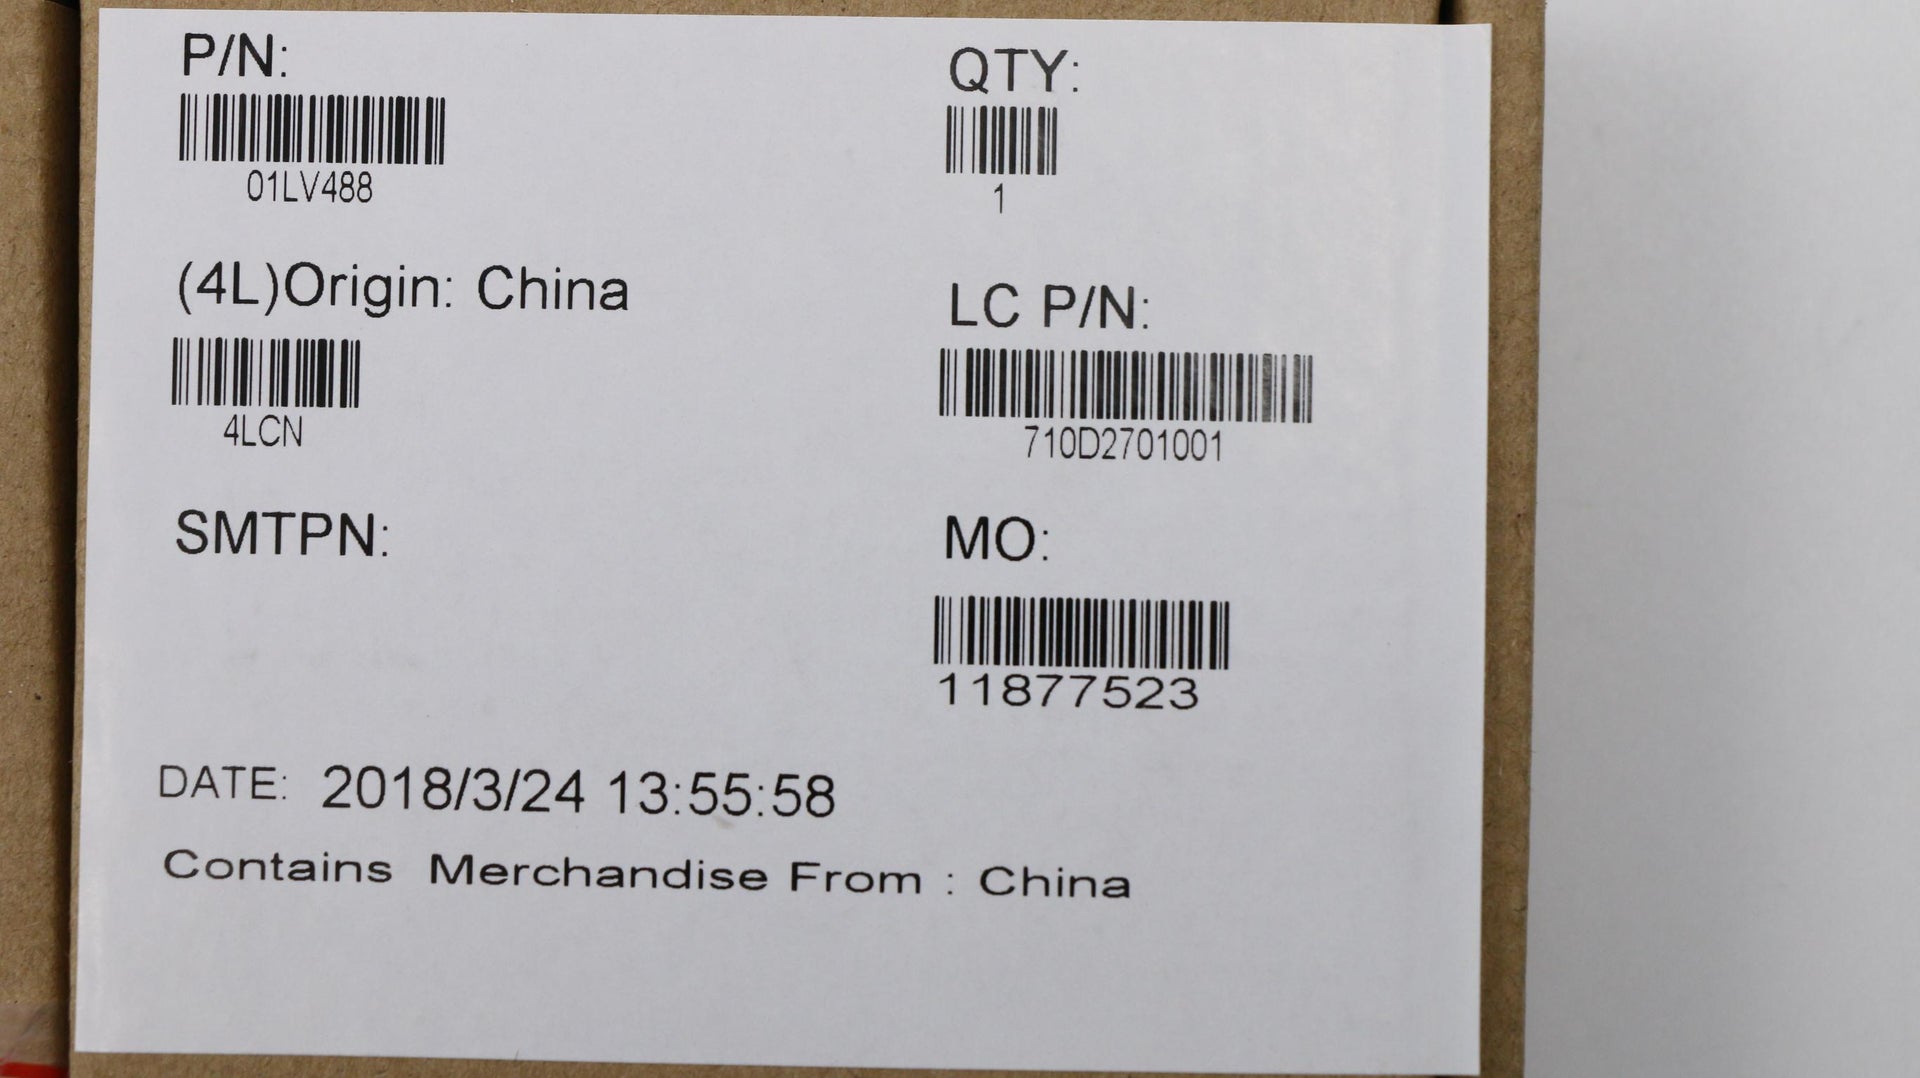 P/N:
01LV488
QTY:
1
(4L)Origin: China
4LCN
LC P/N:
710D2701001
SMTPN:
MO:
11877523
DATE: 2018/3/24 13:55:58
Contains Merchandise From : China